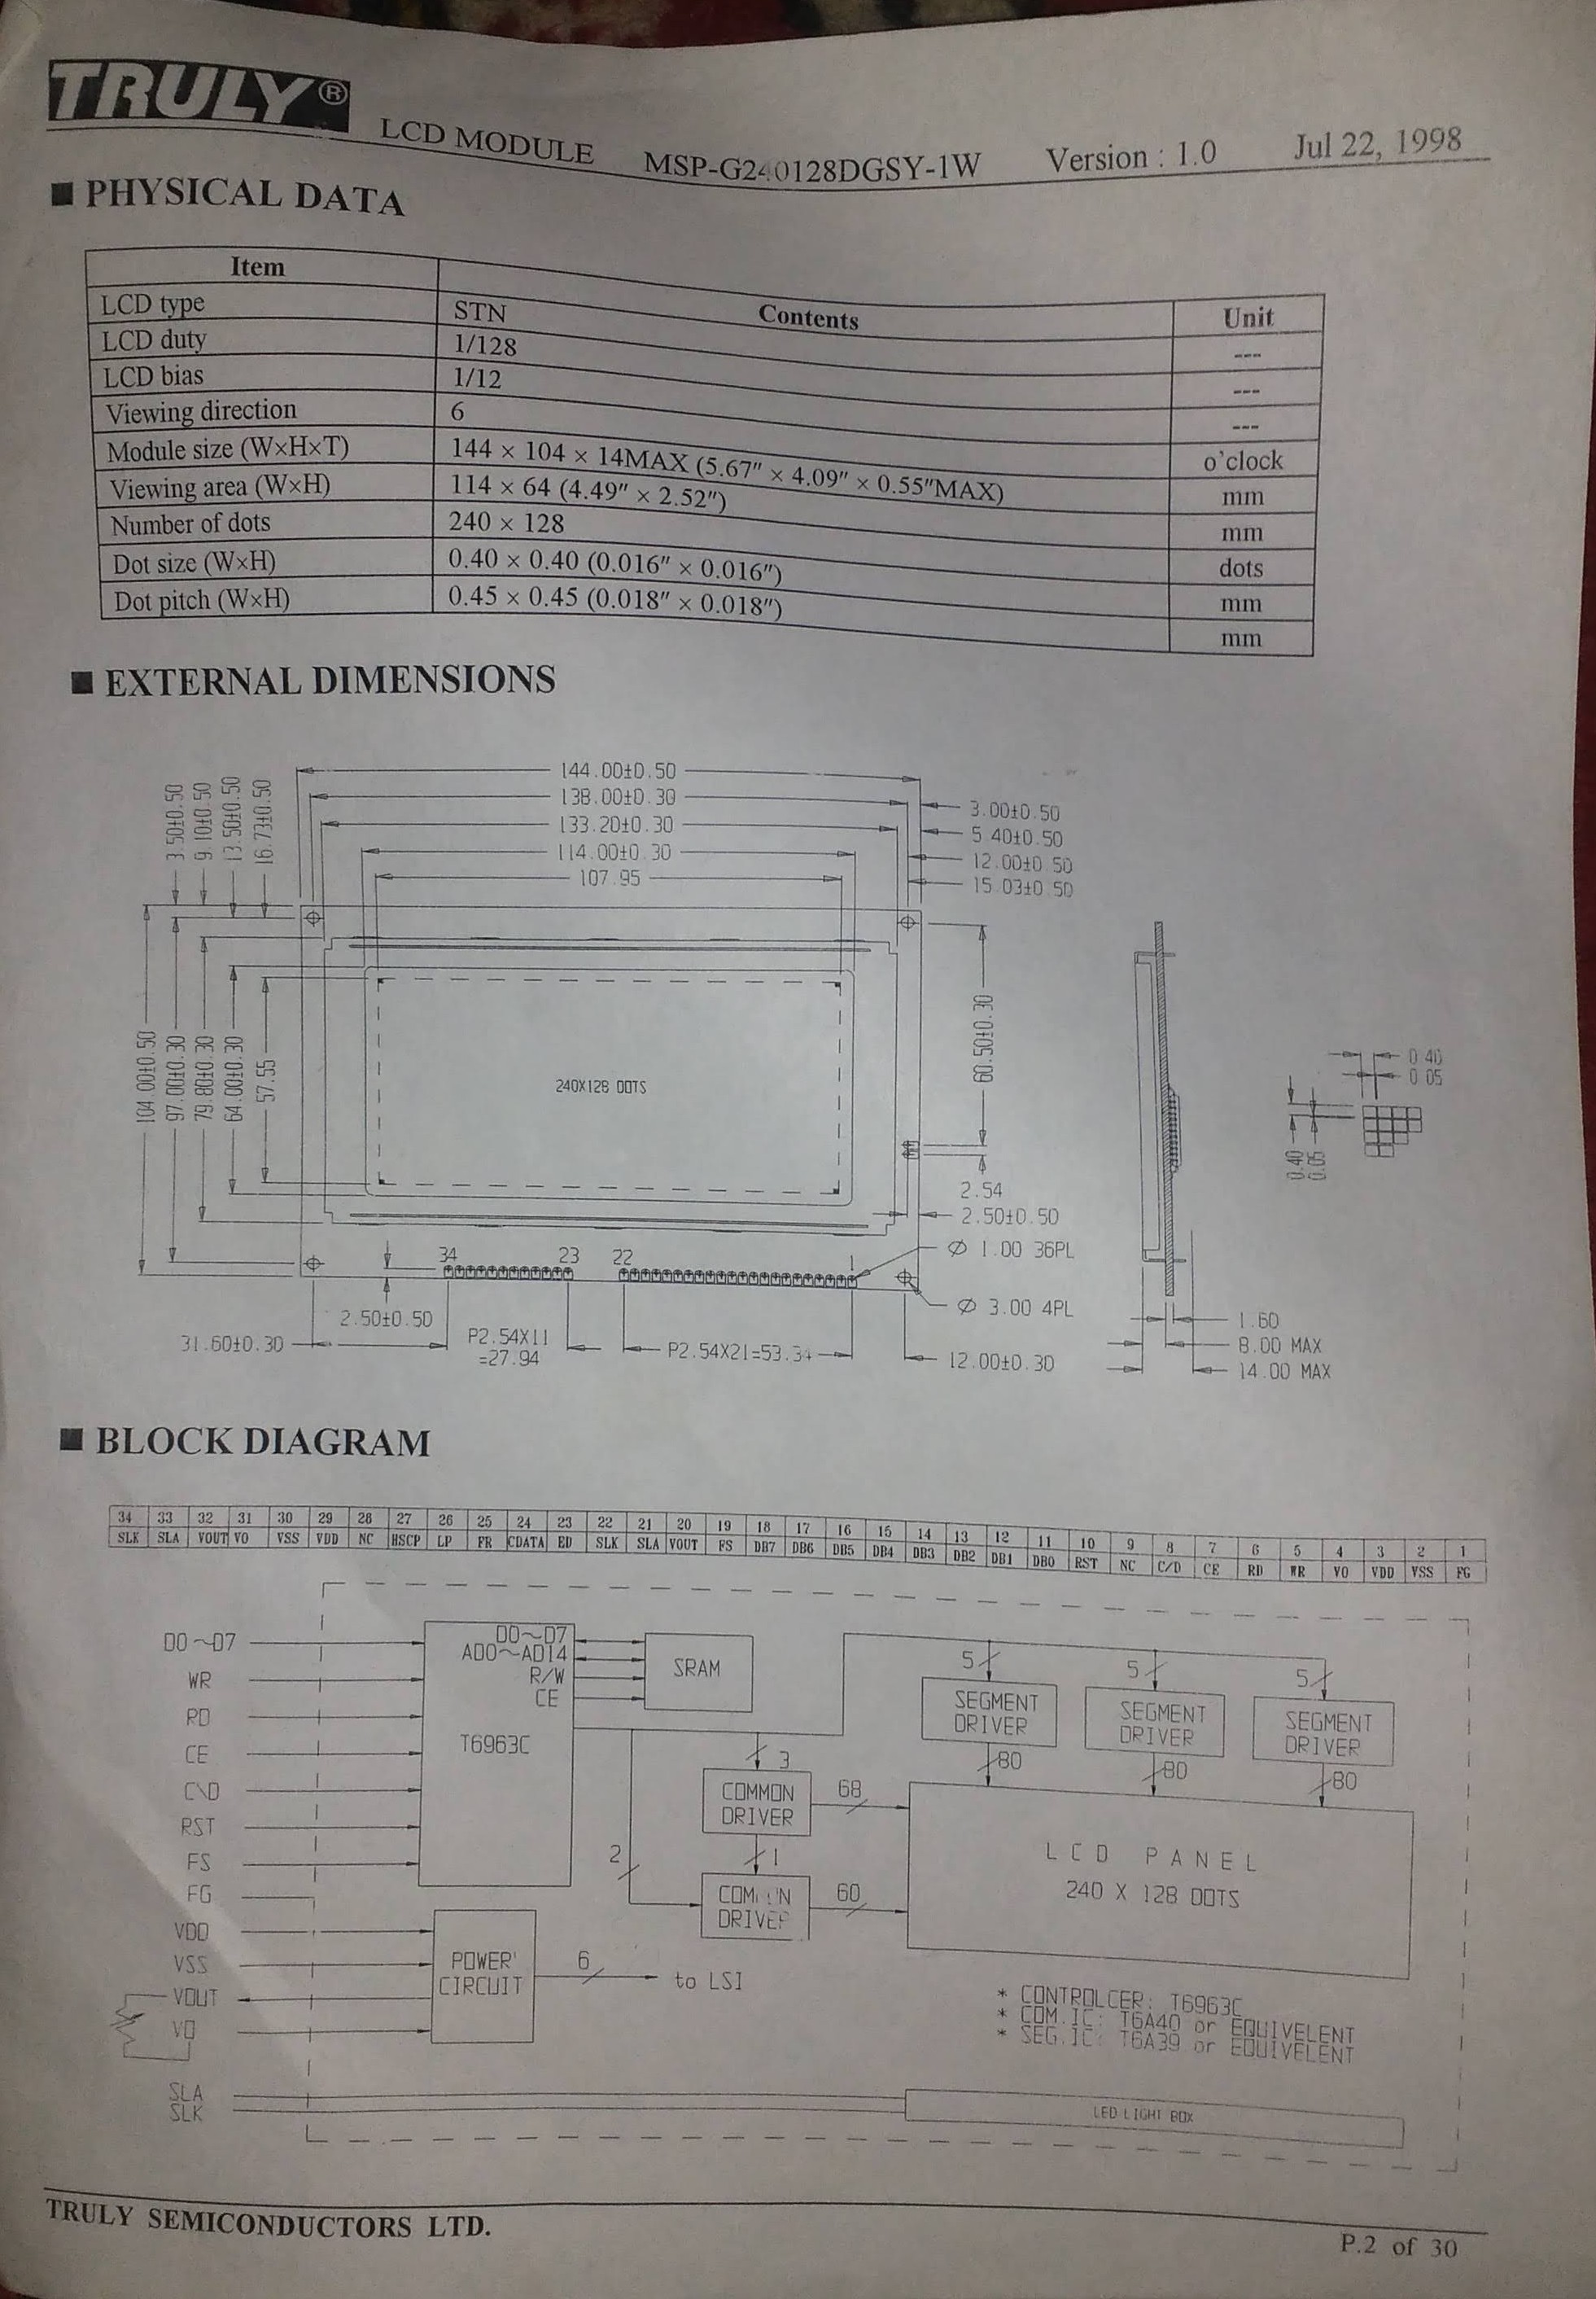 TRULY®
LCD MODULE MSP-G240128DGSY-1W Version : 1.0 Jul 22, 1998
■ PHYSICAL DATA
Item Contents Unit
LCD type STN ---
LCD duty 1/128 ---
LCD bias 1/12 ---
Viewing direction 6 o'clock
Module size (W×H×T) 144 × 104 × 14MAX (5.67″ × 4.09″ × 0.55″MAX) mm
Viewing area (W×H) 114 × 64 (4.49″ × 2.52″) mm
Number of dots 240 × 128 dots
Dot size (W×H) 0.40 × 0.40 (0.016″ × 0.016″) mm
Dot pitch (W×H) 0.45 × 0.45 (0.018″ × 0.018″) mm
■ EXTERNAL DIMENSIONS
3.50±0.50
9.10±0.50
13.50±0.50
16.73±0.50
144.00±0.50
138.00±0.30
133.20±0.30
114.00±0.30
107.95
3.00±0.50
5.40±0.50
12.00±0.50
15.03±0.50
104.00±0.50
97.00±0.30
79.80±0.30
64.00±0.30
57.55
240X128 DOTS
60.50±0.30
0.40
0.05
0.40
0.05
2.54
2.50±0.50
34 23 22 1
Ø 1.00 36PL
Ø 3.00 4PL
2.50±0.50
31.60±0.30
P2.54X11
=27.94
P2.54X21=53.34
12.00±0.30
1.60
8.00 MAX
14.00 MAX
■ BLOCK DIAGRAM
34 33 32 31 30 29 28 27 26 25 24 23 22 21 20 19 18 17 16 15 14 13 12 11 10 9 8 7 6 5 4 3 2 1
SLK SLA VOUT VO VSS VDD NC HSCP LP FR CDATA ED SLK SLA VOUT FS DB7 DB6 DB5 DB4 DB3 DB2 DB1 DB0 RST NC C/D CE RD WR VO VDD VSS FG
D0~D7
WR
RD
CE
C\D
RST
FS
FG
VDD
VSS
VOUT
VO
SLA
SLK
D0~D7
AD0~AD14
R/W
CE
T6963C
SRAM
5
5
5
SEGMENT
DRIVER
SEGMENT
DRIVER
SEGMENT
DRIVER
80
80
80
3
COMMON
DRIVER
68
2
1
COMMON
DRIVER
60
LCD PANEL
240 X 128 DOTS
POWER
CIRCUIT
6
to LSI
* CONTROLCER: T6963C
* COM.IC: T6A40 or EQUIVELENT
* SEG.IC: T6A39 or EQUIVELENT
LED LIGHT BOX
TRULY SEMICONDUCTORS LTD.
P.2 of 30